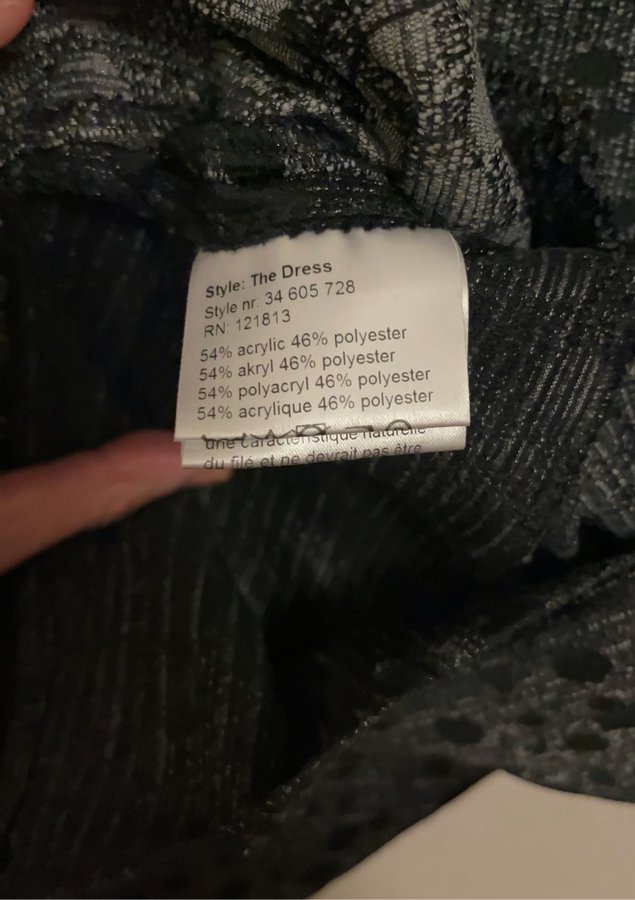 Style: The Dress
Style nr: 34 605 728
RN: 121813
54% acrylic 46% polyester
54% akryl 46% polyester
54% polyacryl 46% polyester
54% acrylique 46% polyester
une caractéristique naturelle
du filé et ne devrait pas être